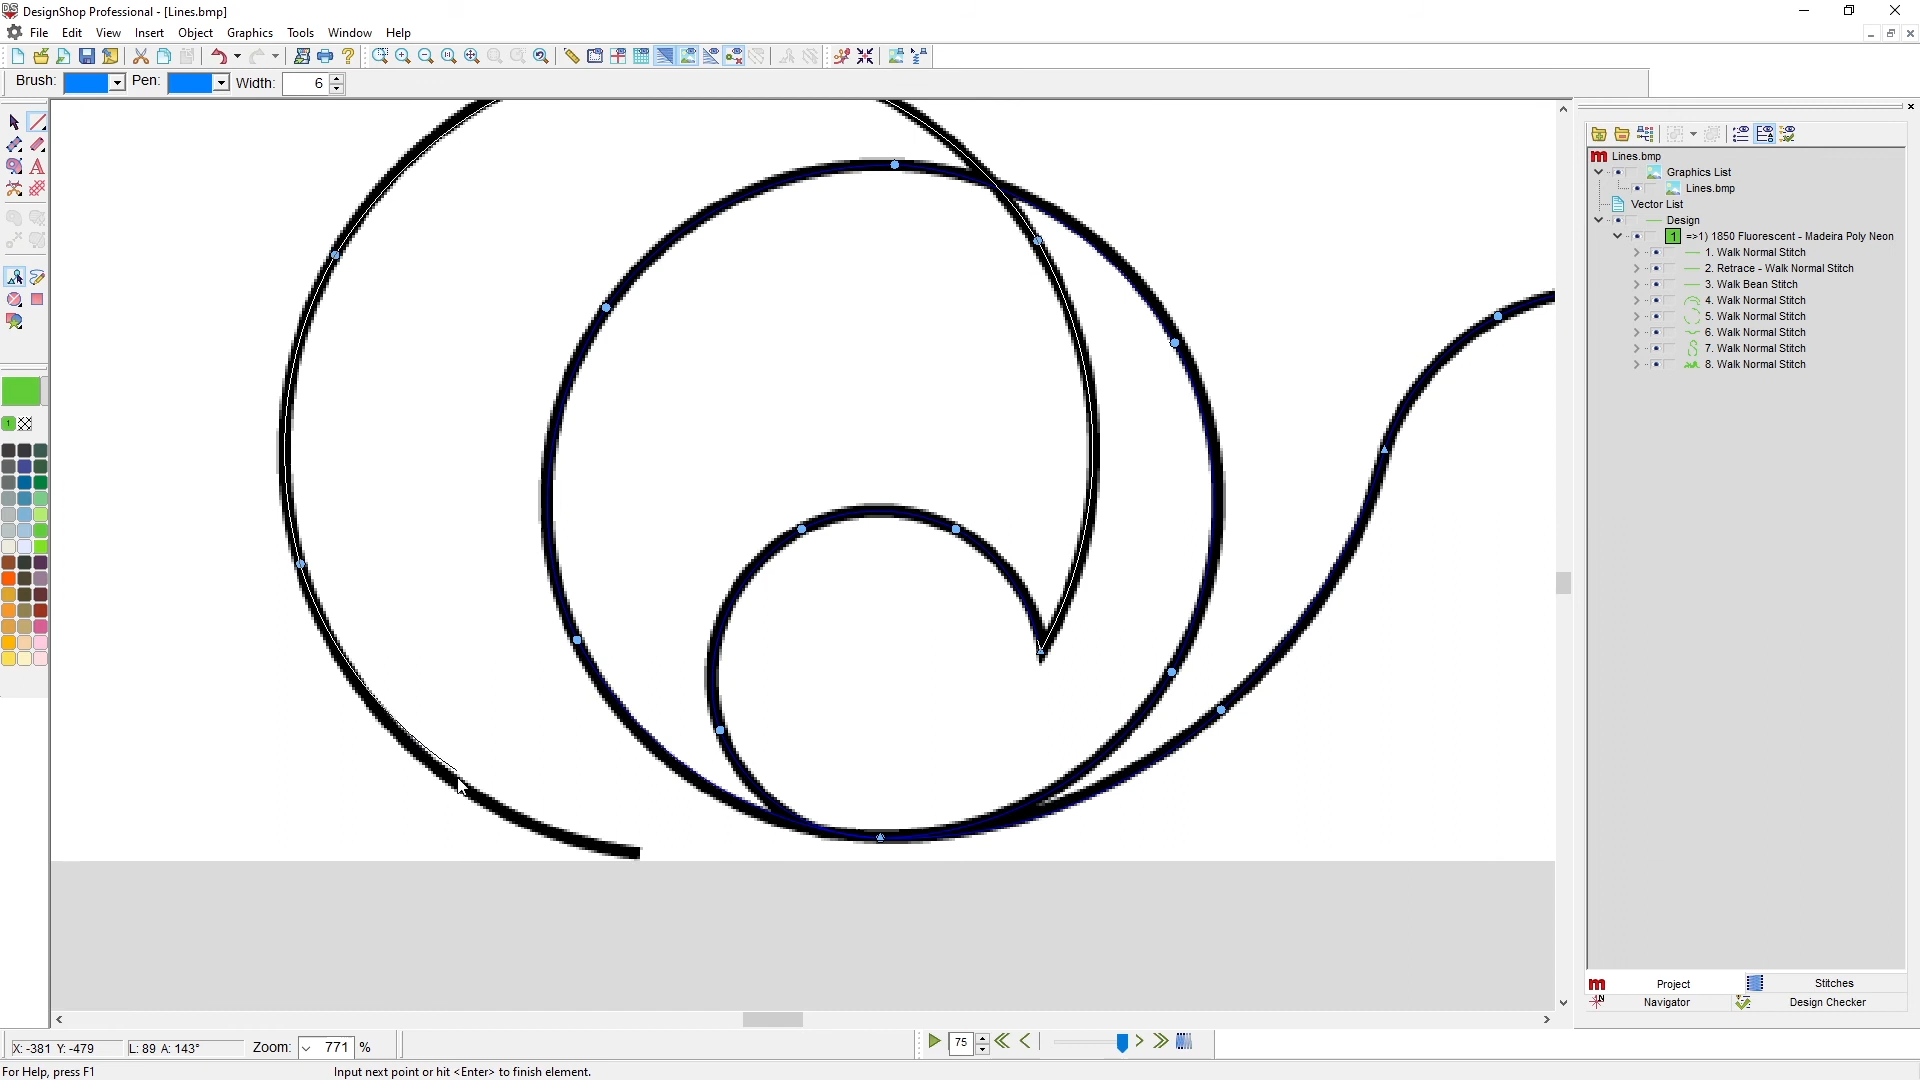 DesignShop Professional - [Lines.bmp]
File Edit View Insert Object Graphics Tools Window Help
Brush: Pen: Width: 6
1
Lines.bmp
Graphics List
Lines.bmp
Vector List
Design
1 =>1) 1850 Fluorescent - Madeira Poly Neon
1. Walk Normal Stitch
2. Retrace - Walk Normal Stitch
3. Walk Bean Stitch
4. Walk Normal Stitch
5. Walk Normal Stitch
6. Walk Normal Stitch
7. Walk Normal Stitch
8. Walk Normal Stitch
Project Stitches
Navigator Design Checker
X: -381 Y: -479 L: 89 A: 143° Zoom: 771 % 75
For Help, press F1 Input next point or hit <Enter> to finish element.